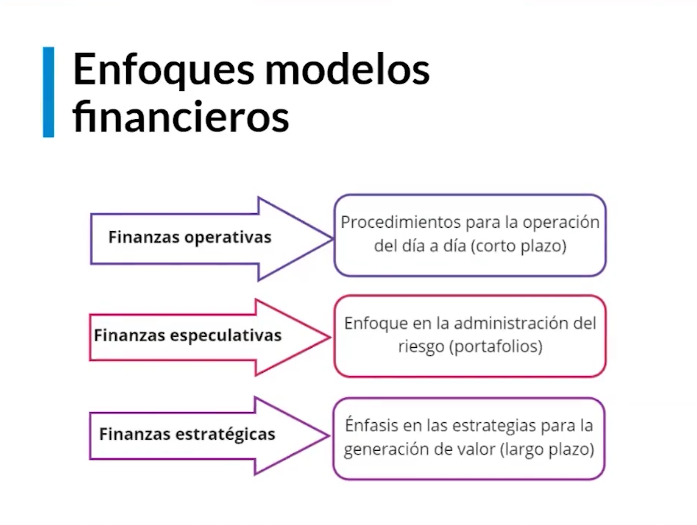 Enfoques modelos
financieros
Finanzas operativas
Procedimientos para la operación
del día a día (corto plazo)
Finanzas especulativas
Enfoque en la administración del
riesgo (portafolios)
Finanzas estratégicas
Énfasis en las estrategias para la
generación de valor (largo plazo)